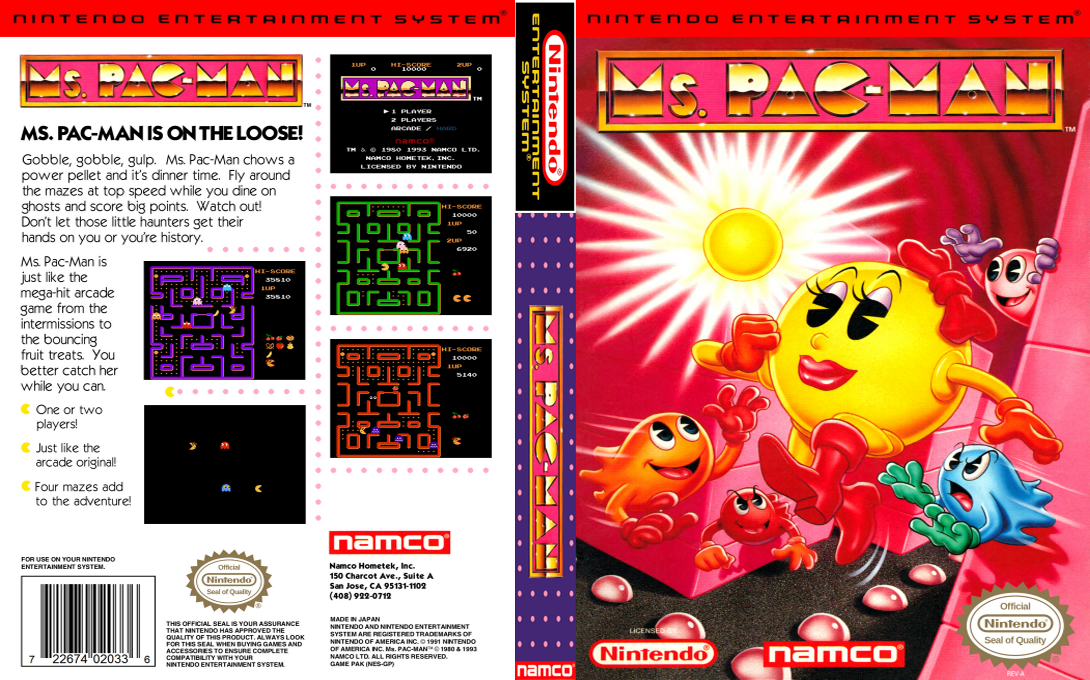 NINTENDO ENTERTAINMENT SYSTEM®
Ms. PAC-MAN™
MS. PAC-MAN IS ON THE LOOSE!
Gobble, gobble, gulp. Ms. Pac-Man chows a
power pellet and it's dinner time. Fly around
the mazes at top speed while you dine on
ghosts and score big points. Watch out!
Don't let those little haunters get their
hands on you or you're history.
Ms. Pac-Man is
just like the
mega-hit arcade
game from the
intermissions to
the bouncing
fruit treats. You
better catch her
while you can.
One or two
players!
Just like the
arcade original!
Four mazes add
to the adventure!
HI-SCORE
35810
1UP
35810
1UP HI-SCORE 2UP
0 10000 0
Ms. PAC-MAN™
1 PLAYER
2 PLAYERS
ARCADE / HARD
namco®
TM & © 1980 1993 NAMCO LTD.
NAMCO HOMETEK, INC.
LICENSED BY NINTENDO
HI-SCORE
10000
1UP
50
2UP
6920
HI-SCORE
10000
1UP
5140
FOR USE ON YOUR NINTENDO
ENTERTAINMENT SYSTEM.
7 22674 02033 6
Official
Nintendo®
Seal of Quality
®
THIS OFFICIAL SEAL IS YOUR ASSURANCE
THAT NINTENDO HAS APPROVED THE
QUALITY OF THIS PRODUCT. ALWAYS LOOK
FOR THIS SEAL WHEN BUYING GAMES AND
ACCESSORIES TO ENSURE COMPLETE
COMPATIBILITY WITH YOUR
NINTENDO ENTERTAINMENT SYSTEM.
namco®
Namco Hometek, Inc.
150 Charcot Ave., Suite A
San Jose, CA 95131-1102
(408) 922-0712
MADE IN JAPAN
NINTENDO AND NINTENDO ENTERTAINMENT
SYSTEM ARE REGISTERED TRADEMARKS OF
NINTENDO OF AMERICA INC. © 1991 NINTENDO
OF AMERICA INC. Ms. PAC-MAN™ © 1980 & 1993
NAMCO LTD. ALL RIGHTS RESERVED.
GAME PAK (NES-GP)
Nintendo®
ENTERTAINMENT
SYSTEM®
Ms. PAC-MAN
namco
NINTENDO ENTERTAINMENT SYSTEM®
Ms. PAC-MAN™
LICENSED BY
Nintendo®
namco®
Official
Nintendo®
Seal of Quality
REV-A